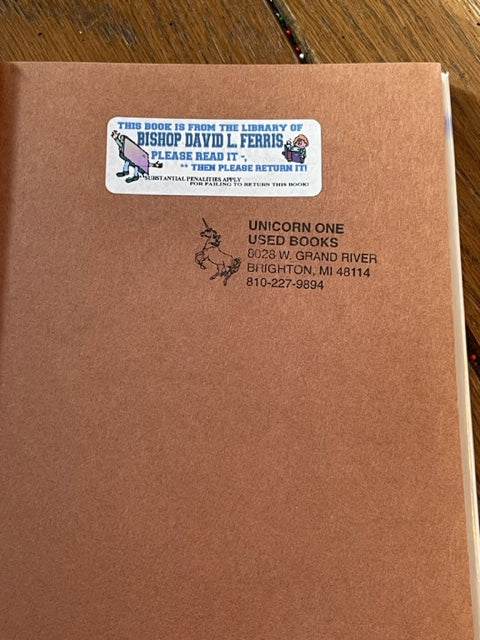 THIS BOOK IS FROM THE LIBRARY OF
BISHOP DAVID L. FERRIS
PLEASE READ IT -,
** THEN PLEASE RETURN IT!
*SUBSTANTIAL PENALITIES APPLY
FOR FAILING TO RETURN THIS BOOK!
UNICORN ONE
USED BOOKS
8028 W. GRAND RIVER
BRIGHTON, MI 48114
810-227-9894